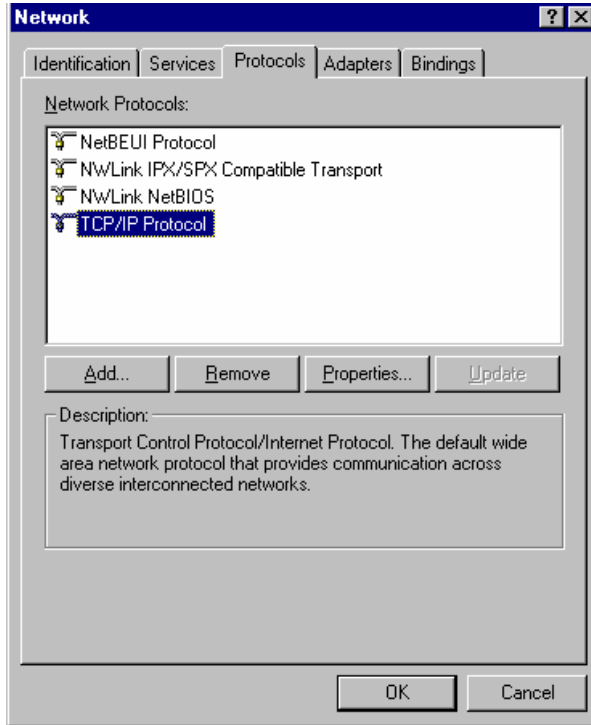 Network
Identification Services Protocols Adapters Bindings
Network Protocols:
NetBEUI Protocol
NWLink IPX/SPX Compatible Transport
NWLink NetBIOS
TCP/IP Protocol
Add... Remove Properties... Update
Description:
Transport Control Protocol/Internet Protocol. The default wide
area network protocol that provides communication across
diverse interconnected networks.
OK Cancel